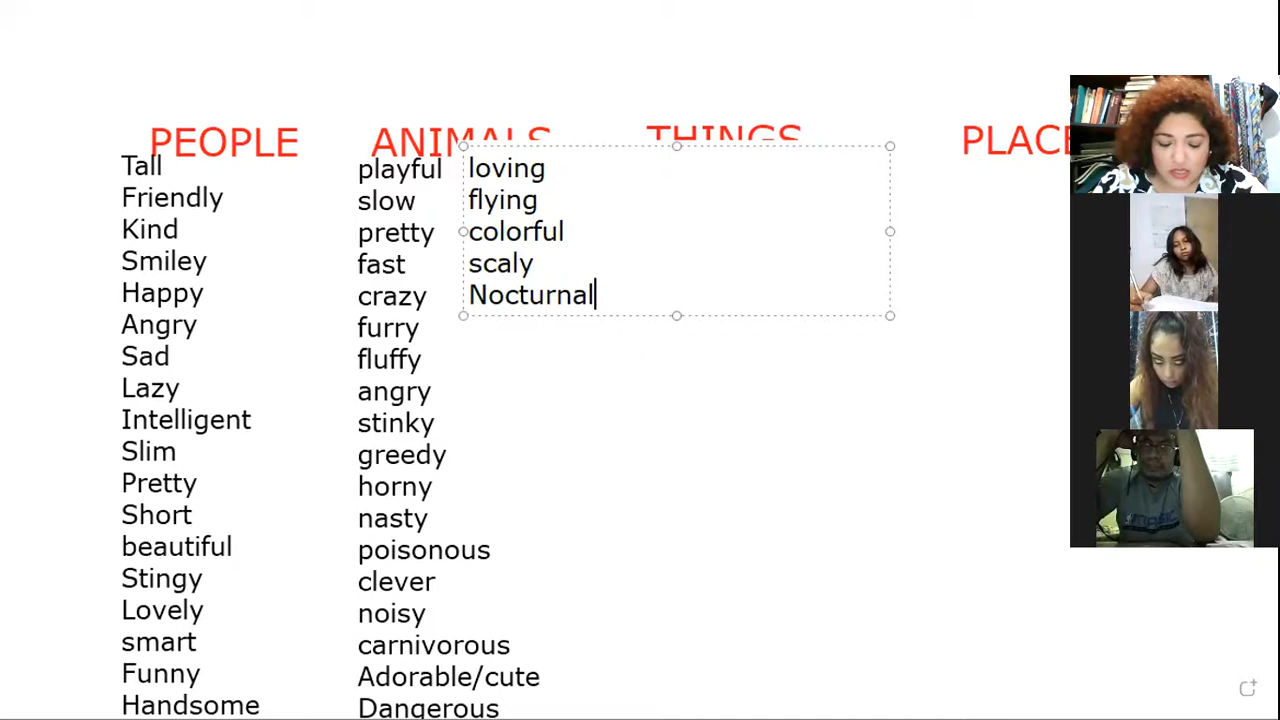 PEOPLE
ANIMALS
THINGS
PLACE
Tall
Friendly
Kind
Smiley
Happy
Angry
Sad
Lazy
Intelligent
Slim
Pretty
Short
beautiful
Stingy
Lovely
smart
Funny
Handsome
playful
slow
pretty
fast
crazy
furry
fluffy
angry
stinky
greedy
horny
nasty
poisonous
clever
noisy
carnivorous
Adorable/cute
Dangerous
loving
flying
colorful
scaly
Nocturnal